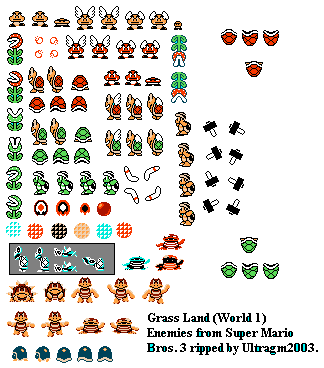 Grass Land (World 1)
Enemies from Super Mario
Bros. 3 ripped by Ultragm2003.